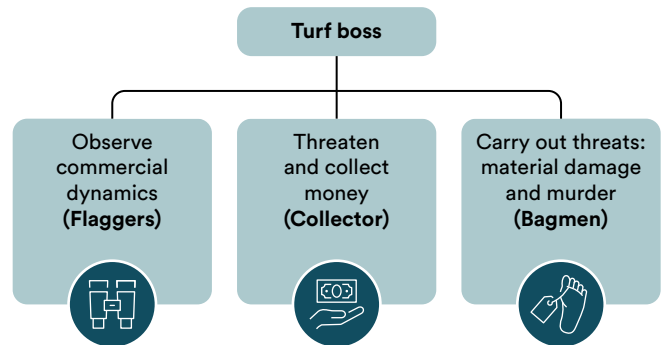 Turf boss
Observe
commercial
dynamics
(Flaggers)
Threaten
and collect
money
(Collector)
Carry out threats:
material damage
and murder
(Bagmen)